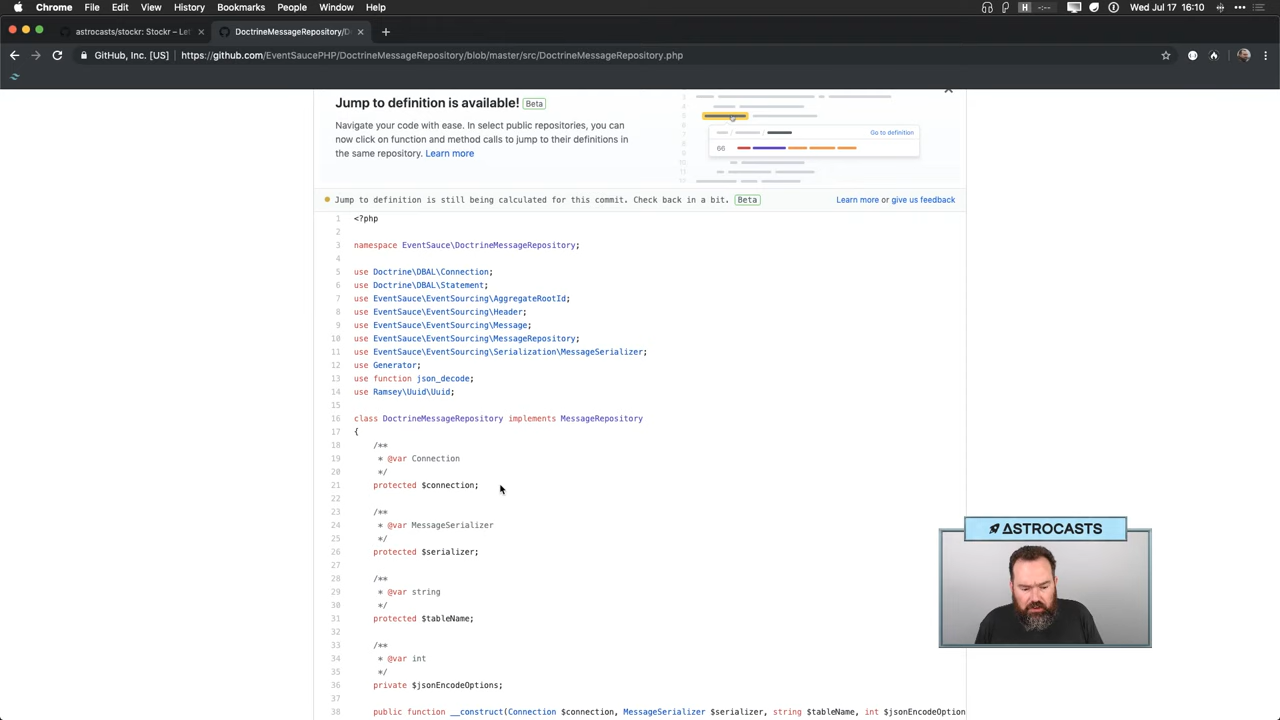 Chrome File Edit View History Bookmarks People Window Help
Wed Jul 17 16:10
astrocasts/stockr: Stockr – Let
DoctrineMessageRepository/D
GitHub, Inc. [US] https://github.com/EventSaucePHP/DoctrineMessageRepository/blob/master/src/DoctrineMessageRepository.php
Jump to definition is available! Beta
Navigate your code with ease. In select public repositories, you can
now click on function and method calls to jump to their definitions in
the same repository. Learn more
Go to definition
66
Jump to definition is still being calculated for this commit. Check back in a bit. Beta
Learn more or give us feedback
1 <?php
2
3 namespace EventSauce\DoctrineMessageRepository;
4
5 use Doctrine\DBAL\Connection;
6 use Doctrine\DBAL\Statement;
7 use EventSauce\EventSourcing\AggregateRootId;
8 use EventSauce\EventSourcing\Header;
9 use EventSauce\EventSourcing\Message;
10 use EventSauce\EventSourcing\MessageRepository;
11 use EventSauce\EventSourcing\Serialization\MessageSerializer;
12 use Generator;
13 use function json_decode;
14 use Ramsey\Uuid\Uuid;
15
16 class DoctrineMessageRepository implements MessageRepository
17 {
18 /**
19 * @var Connection
20 */
21 protected $connection;
22
23 /**
24 * @var MessageSerializer
25 */
26 protected $serializer;
27
28 /**
29 * @var string
30 */
31 protected $tableName;
32
33 /**
34 * @var int
35 */
36 private $jsonEncodeOptions;
37
38 public function __construct(Connection $connection, MessageSerializer $serializer, string $tableName, int $jsonEncodeOption
ASTROCASTS